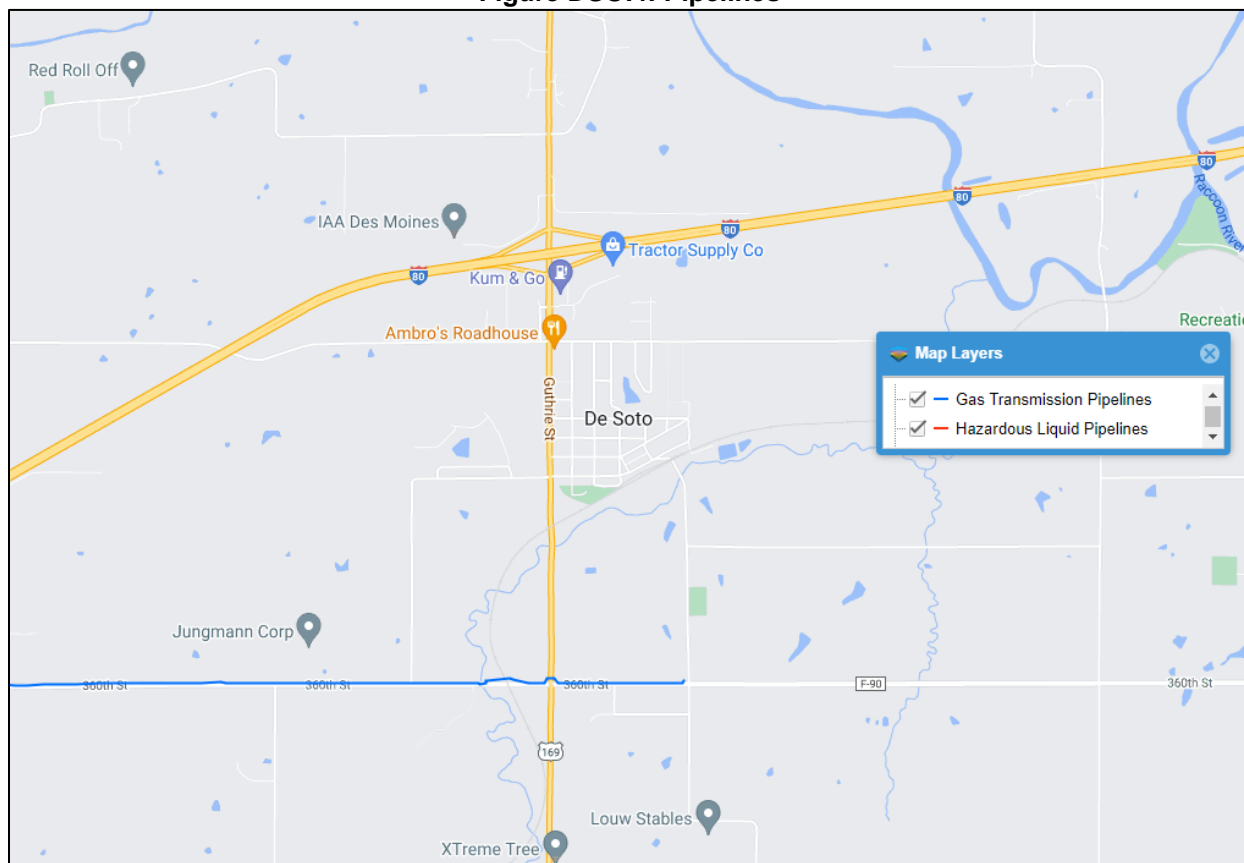 Red Roll Off
80
Raccoon River
80
IAA Des Moines
80
Tractor Supply Co
80
Kum & Go
Recreatio
Ambro's Roadhouse
Map Layers
Guthrie St
Gas Transmission Pipelines
De Soto
Hazardous Liquid Pipelines
Jungmann Corp
360th St
360th St
360th St
F-90
360th St
169
Louw Stables
XTreme Tree